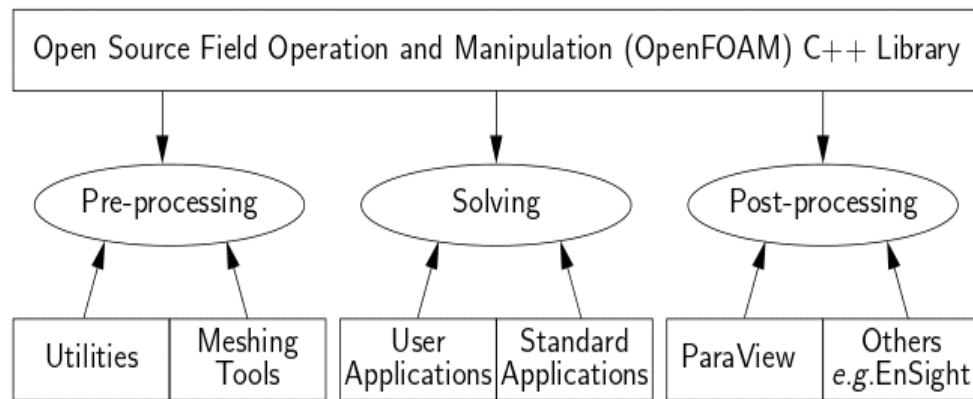 Open Source Field Operation and Manipulation (OpenFOAM) C++ Library
Pre-processing
Solving
Post-processing
Utilities
Meshing
Tools
User
Applications
Standard
Applications
ParaView
Others
e.g.EnSight